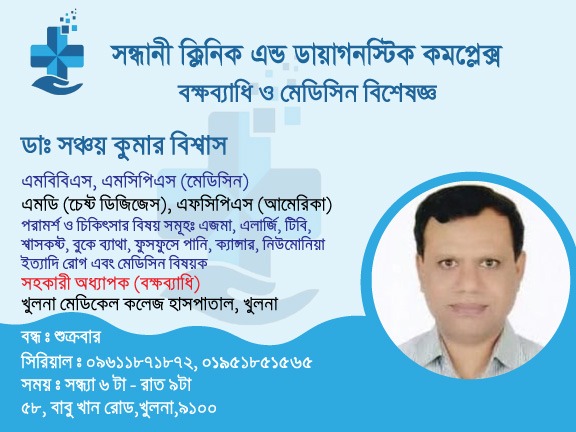 সন্ধানী ক্লিনিক এন্ড ডায়াগনস্টিক কমপ্লেক্স
বক্ষব্যাধি ও মেডিসিন বিশেষজ্ঞ
ডাঃ সঞ্চয় কুমার বিশ্বাস
এমবিবিএস, এমসিপিএস (মেডিসিন)
এমডি (চেষ্ট ডিজিজেস), এফসিপিএস (আমেরিকা)
পরামর্শ ও চিকিৎসার বিষয় সমূহঃ এজমা, এলার্জি, টিবি,
শ্বাসকষ্ট, বুকে ব্যাথা, ফুসফুসে পানি, ক্যান্সার, নিউমোনিয়া
ইত্যাদি রোগ এবং মেডিসিন বিষয়ক
সহকারী অধ্যাপক (বক্ষব্যাধি)
খুলনা মেডিকেল কলেজ হাসপাতাল, খুলনা
বন্ধ ঃ শুক্রবার
সিরিয়াল ঃ ০৯৬১১৮৭১৮৭২, ০১৯৫১৮৫১৫৬৫
সময় ঃ সন্ধ্যা ৬ টা - রাত ৯টা
৫৮, বাবু খান রোড,খুলনা,৯১০০